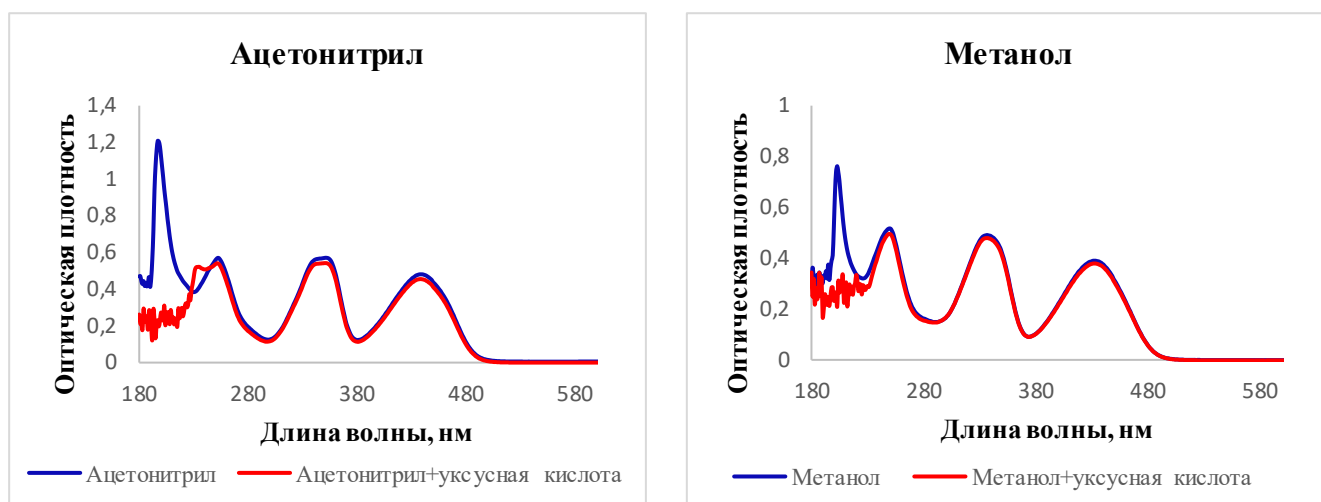 Ацетонитрил
Оптическая плотность
1,4
1,2
1
0,8
0,6
0,4
0,2
0
180 280 380 480 580
Длина волны, нм
Ацетонитрил Ацетонитрил+уксусная кислота
Метанол
Оптическая плотность
1
0,8
0,6
0,4
0,2
0
180 280 380 480 580
Длина волны, нм
Метанол Метанол+уксусная кислота